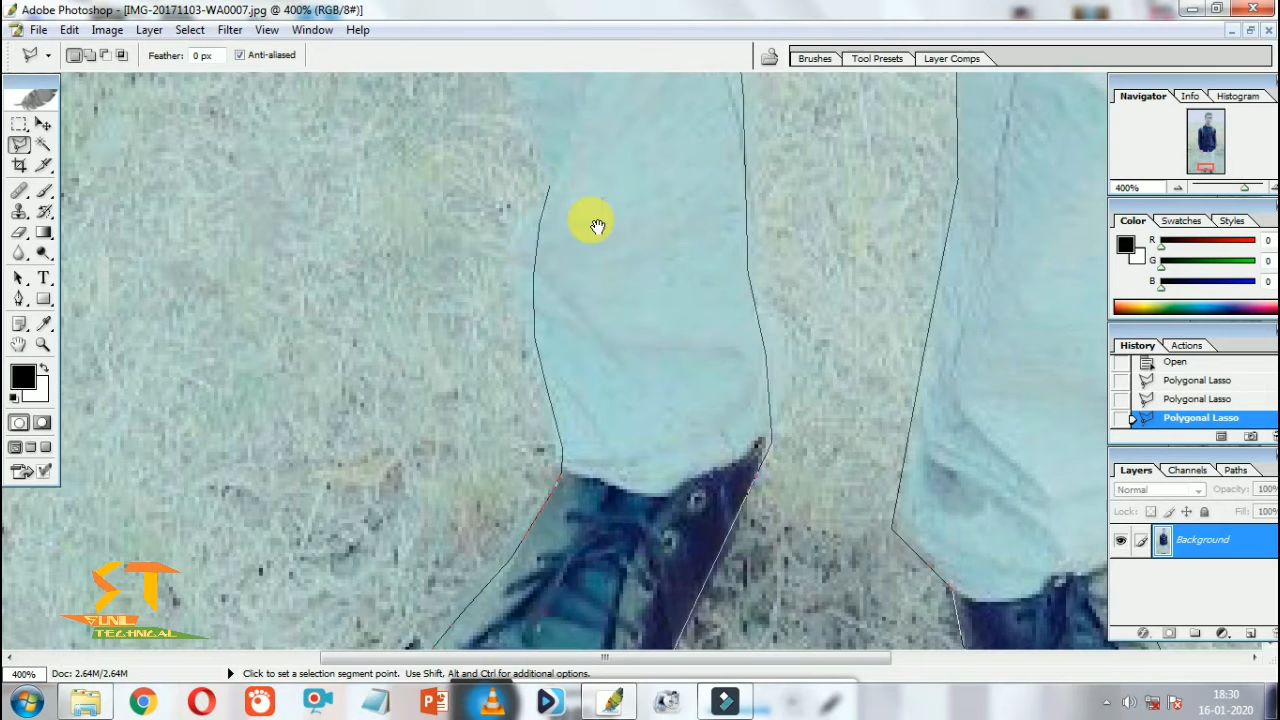 Adobe Photoshop - [IMG-20171103-WA0007.jpg @ 400% (RGB/8#)]
File Edit Image Layer Select Filter View Window Help
Feather: 0 px Anti-aliased
Brushes Tool Presets Layer Comps
Navigator Info Histogram
400%
Color Swatches Styles
R 0
G 0
B 0
History Actions
Open
Polygonal Lasso
Polygonal Lasso
Polygonal Lasso
Layers Channels Paths
Normal Opacity: 100%
Lock: Fill: 100%
Background
ST
SUNIL
TECHNICAL
400% Doc: 2.64M/2.64M Click to set a selection segment point. Use Shift, Alt and Ctrl for additional options.
18:30
16-01-2020